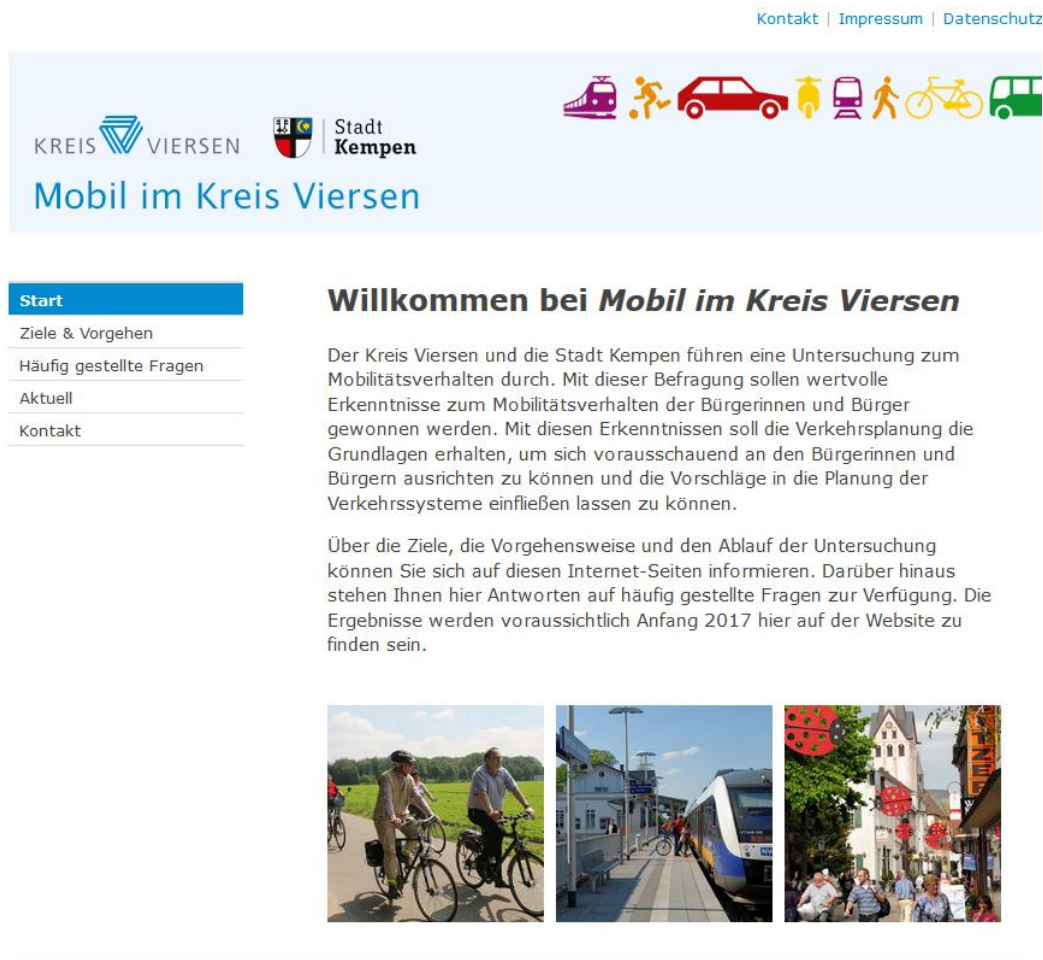 Kontakt | Impressum | Datenschutz
KREIS VIERSEN
Stadt
Kempen
Mobil im Kreis Viersen
Start
Ziele & Vorgehen
Häufig gestellte Fragen
Aktuell
Kontakt
Willkommen bei Mobil im Kreis Viersen
Der Kreis Viersen und die Stadt Kempen führen eine Untersuchung zum
Mobilitätsverhalten durch. Mit dieser Befragung sollen wertvolle
Erkenntnisse zum Mobilitätsverhalten der Bürgerinnen und Bürger
gewonnen werden. Mit diesen Erkenntnissen soll die Verkehrsplanung die
Grundlagen erhalten, um sich vorausschauend an den Bürgerinnen und
Bürgern ausrichten zu können und die Vorschläge in die Planung der
Verkehrssysteme einfließen lassen zu können.
Über die Ziele, die Vorgehensweise und den Ablauf der Untersuchung
können Sie sich auf diesen Internet-Seiten informieren. Darüber hinaus
stehen Ihnen hier Antworten auf häufig gestellte Fragen zur Verfügung. Die
Ergebnisse werden voraussichtlich Anfang 2017 hier auf der Website zu
finden sein.